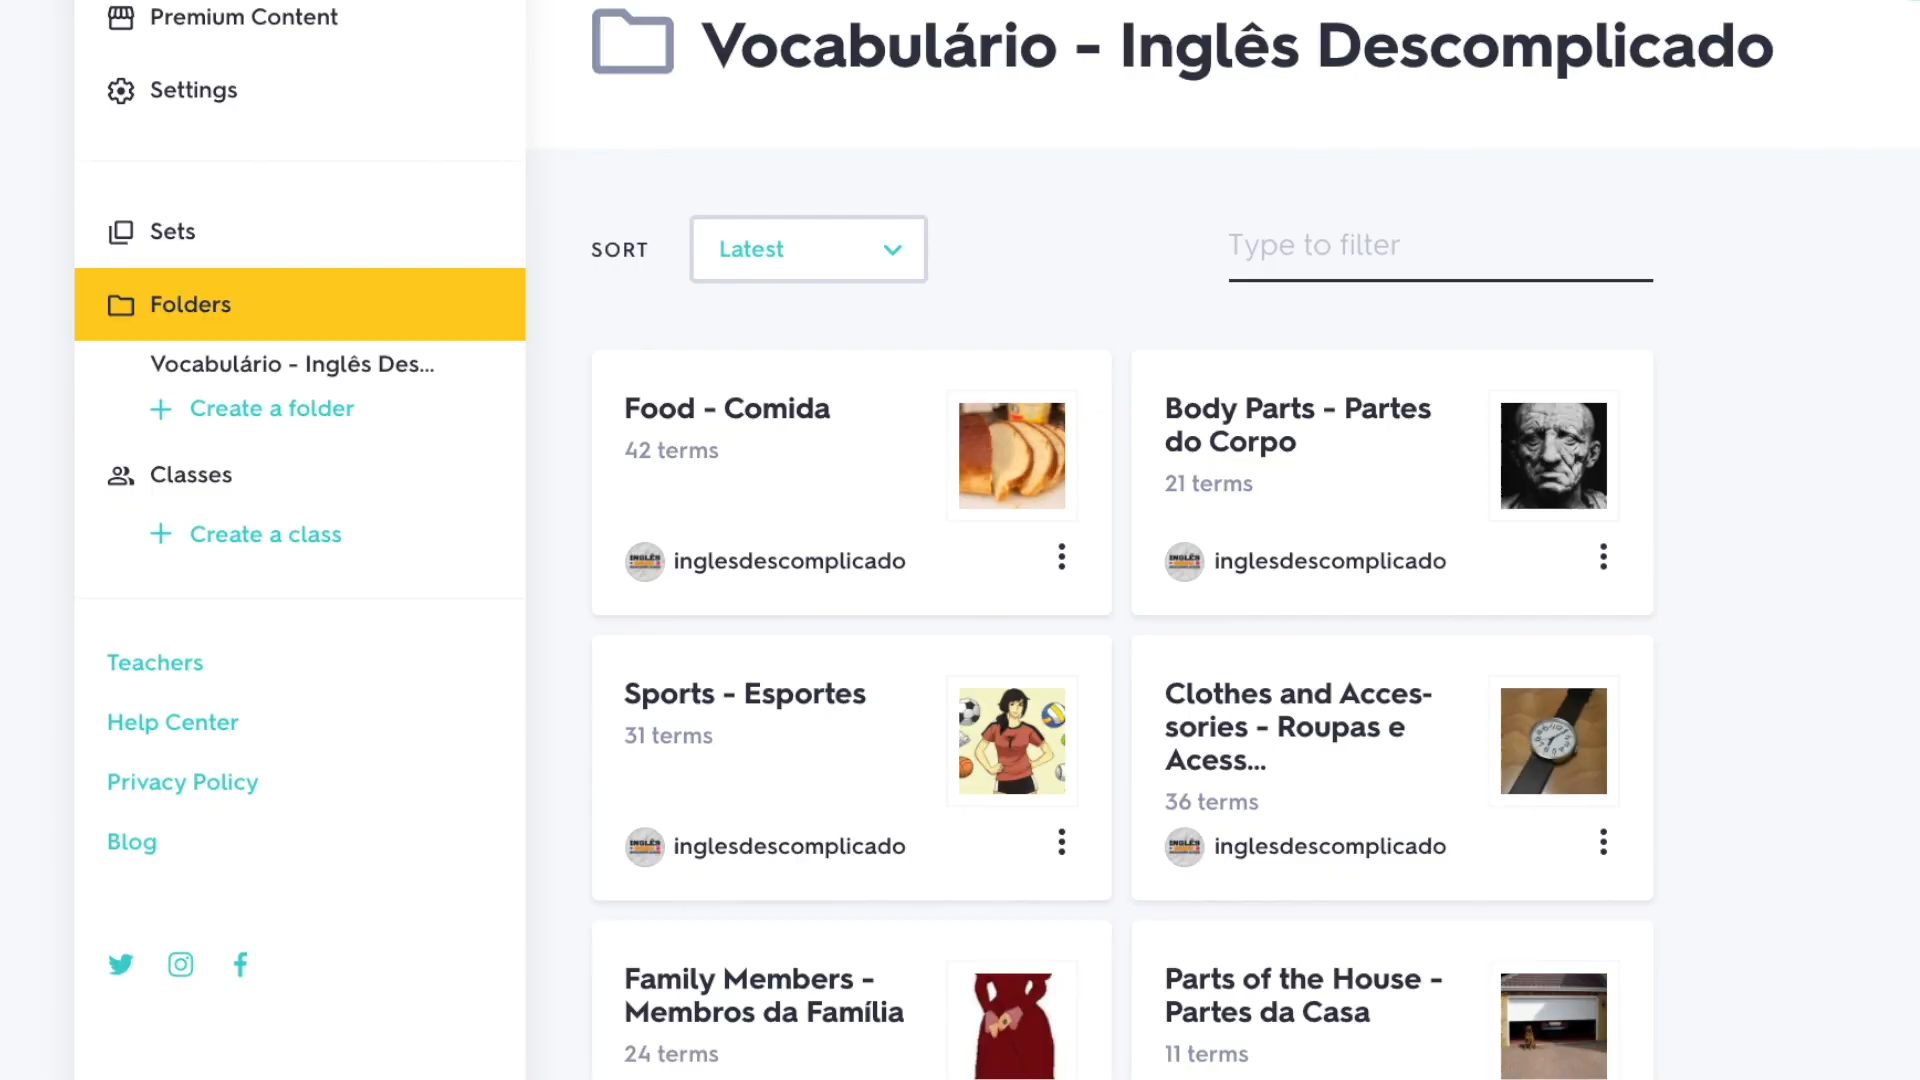 Premium Content
Settings
Sets
Folders
Vocabulário - Inglês Des...
+ Create a folder
Classes
+ Create a class
Teachers
Help Center
Privacy Policy
Blog
Vocabulário - Inglês Descomplicado
SORT
Latest
Type to filter
Food - Comida
42 terms
inglesdescomplicado
Body Parts - Partes
do Corpo
21 terms
inglesdescomplicado
Sports - Esportes
31 terms
inglesdescomplicado
Clothes and Acces-
sories - Roupas e
Acess...
36 terms
inglesdescomplicado
Family Members -
Membros da Família
24 terms
Parts of the House -
Partes da Casa
11 terms